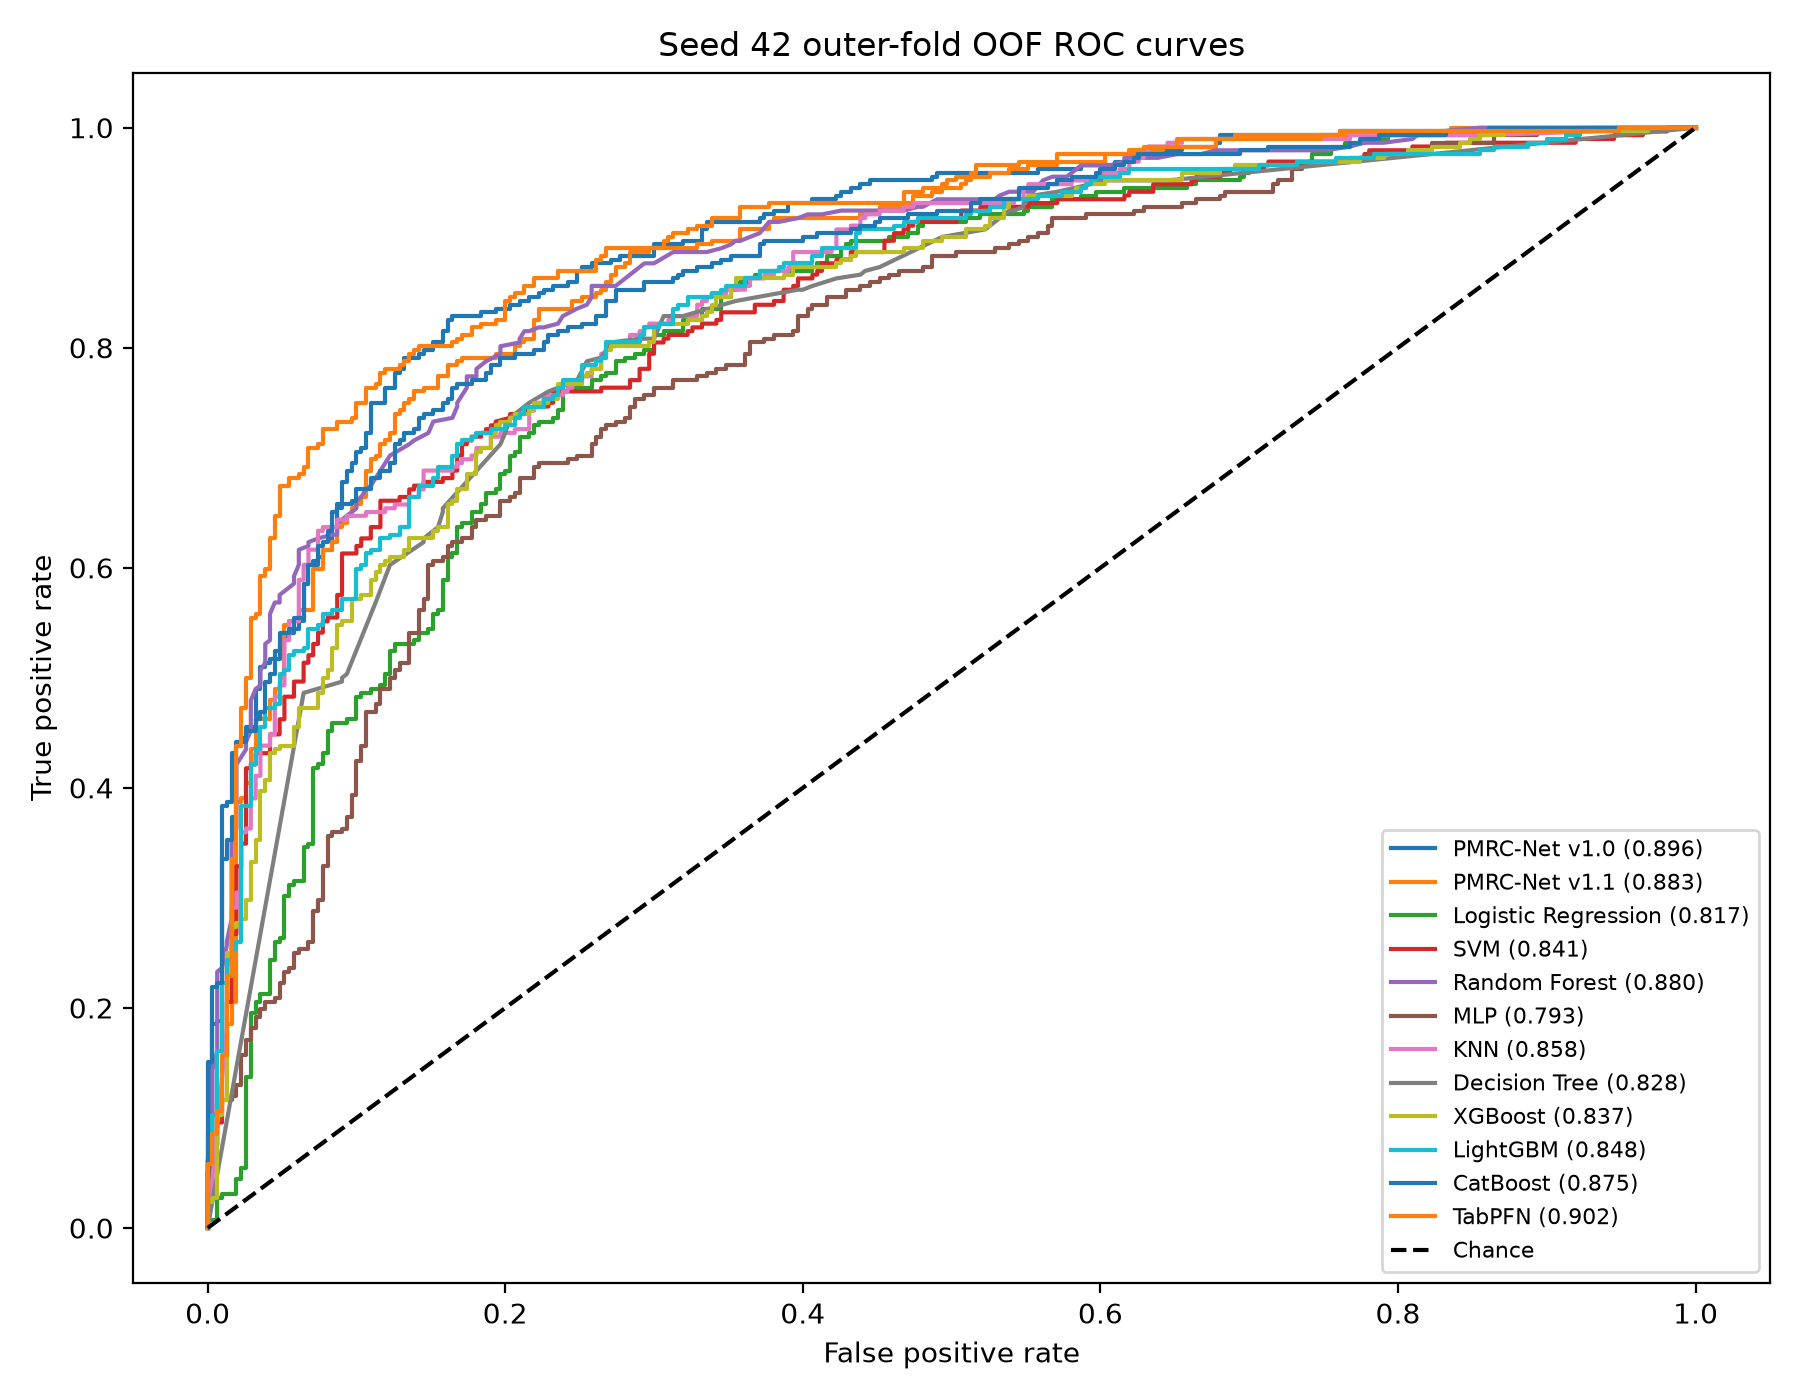 Seed 42 outer-fold OOF ROC curves
True positive rate
1.0
0.8
0.6
0.4
0.2
0.0
PMRC-Net v1.0 (0.896)
PMRC-Net v1.1 (0.883)
Logistic Regression (0.817)
SVM (0.841)
Random Forest (0.880)
MLP (0.793)
KNN (0.858)
Decision Tree (0.828)
XGBoost (0.837)
LightGBM (0.848)
CatBoost (0.875)
TabPFN (0.902)
Chance
0.0 0.2 0.4 0.6 0.8 1.0
False positive rate